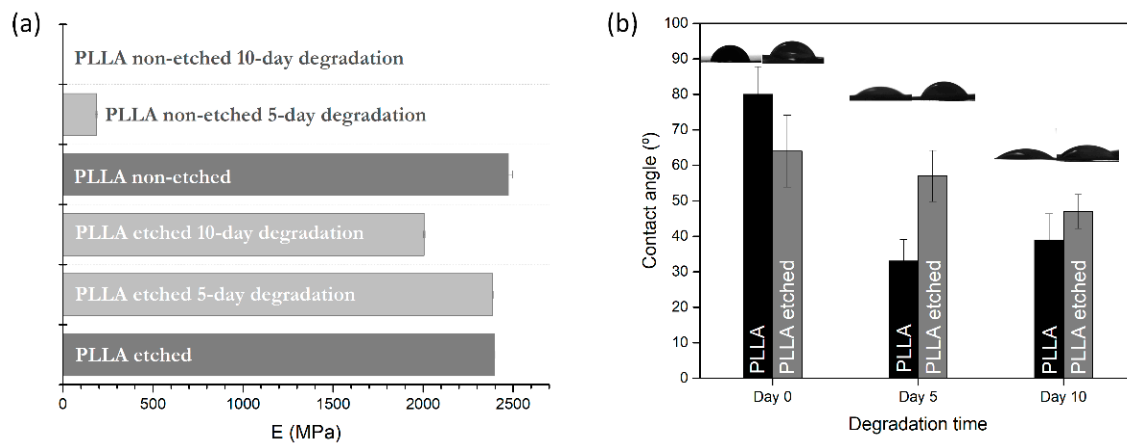 (a)
PLLA non-etched 10-day degradation
PLLA non-etched 5-day degradation
PLLA non-etched
PLLA etched 10-day degradation
PLLA etched 5-day degradation
PLLA etched
0 500 1000 1500 2000 2500
E (MPa)
(b)
100
90
80
70
60
50
40
30
20
10
0
Contact angle (º)
PLLA
PLLA etched
PLLA
PLLA etched
PLLA
PLLA etched
Day 0 Day 5 Day 10
Degradation time